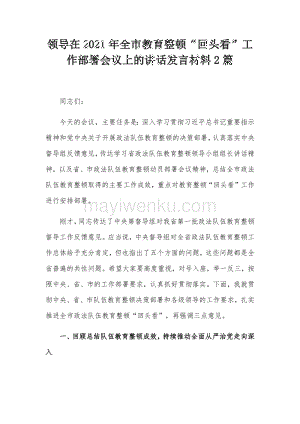 领导在 2021 年全市教育整顿“回头看”工
作部署会议上的讲话发言材料 2 篇
同志们：
今天的会议，主要任务是：深入学习贯彻习近平总书记重要指示
精神和党中央关于开展政法队伍教育整顿的决策部署，认真落实中央
督导组反馈意见，传达学习省政法队伍教育整顿领导小组组长讲话精
神，以及省、市政法队伍教育整顿动员部署会议精神，总结全市政法队
伍教育整顿取得的主要工作成效，重点对教育整顿“回头看”工作
进行安排部署。
mayiwenku.com
刚才，同志传达了中央督导组对我省第一批政法队伍教育整顿
督导工作反馈意见。应当说，中央督导组对全省政法队伍教育整顿工
作总体给予充分肯定，但也指出了五个方面的问题，这些问题都是全
省普遍的共性问题。希望大家要高度重视，对号入座，举一反三，按
照中央、省、市的工作部署要求，认真抓好贯彻落实。下面，我就贯彻
制中央和省、市队伍教育整顿决策部署和各级领导的工作要求，扎实
推进全市政法队伍教育整顿“回头看”，再强调三点意见。
一、回顾总结队伍教育整顿成效，持续推动全面从严治党走向深
入